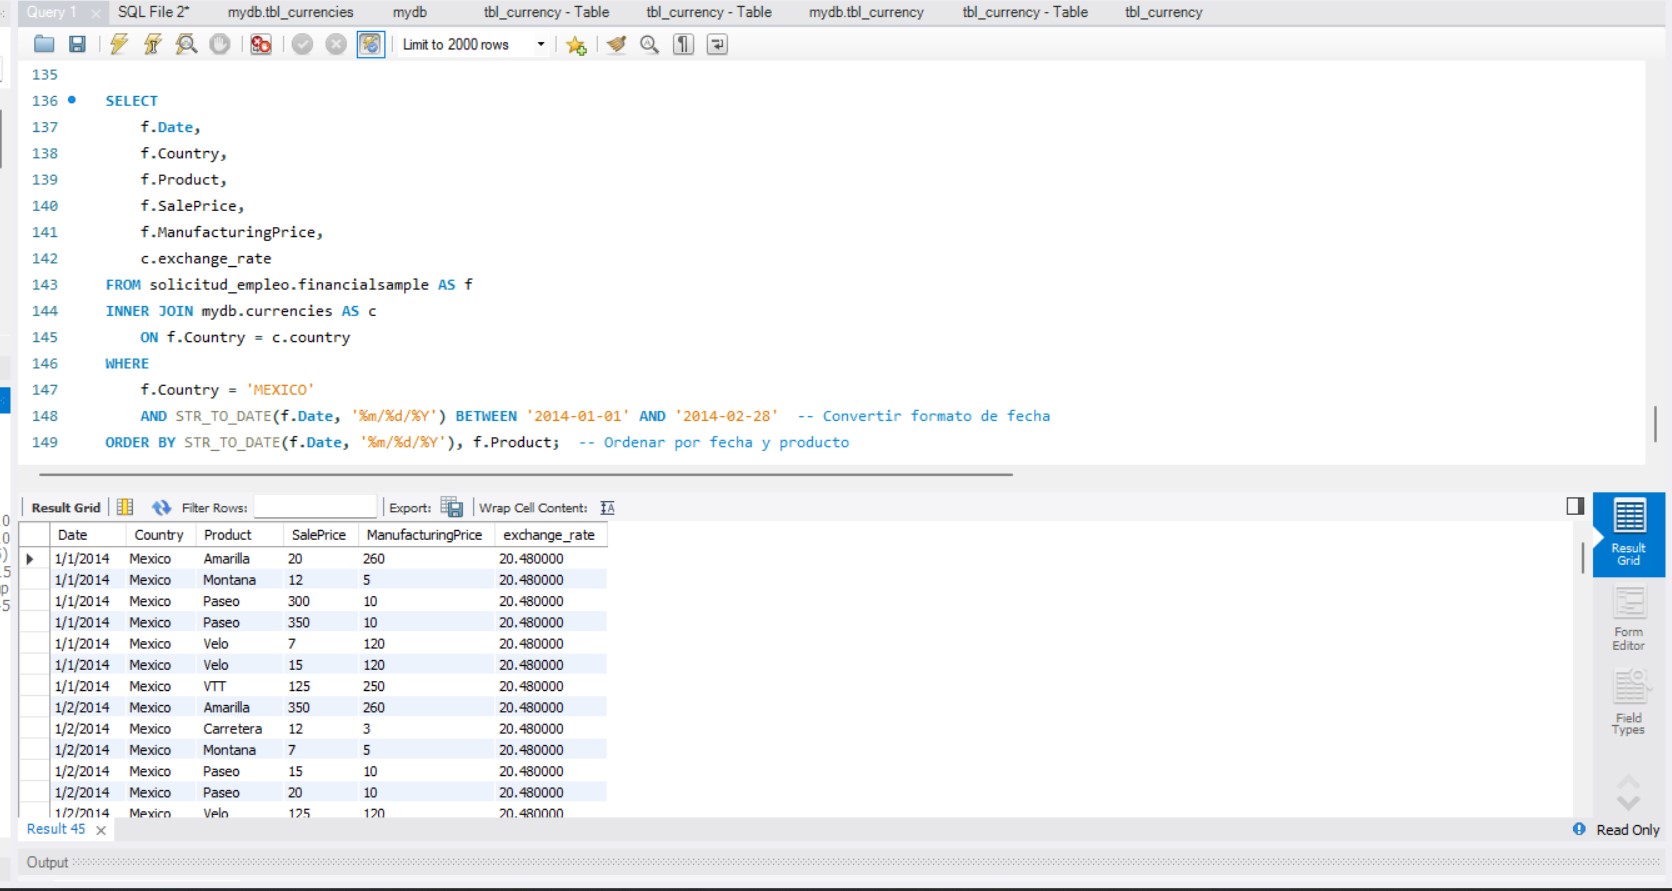 Query 1 SQL File 2* mydb.tbl_currencies mydb tbl_currency - Table tbl_currency - Table mydb.tbl_currency tbl_currency - Table tbl_currency
Limit to 2000 rows
135
136 SELECT
137 f.Date,
138 f.Country,
139 f.Product,
140 f.SalePrice,
141 f.ManufacturingPrice,
142 c.exchange_rate
143 FROM solicitud_empleo.financialsample AS f
144 INNER JOIN mydb.currencies AS c
145 ON f.Country = c.country
146 WHERE
147 f.Country = 'MEXICO'
148 AND STR_TO_DATE(f.Date, '%m/%d/%Y') BETWEEN '2014-01-01' AND '2014-02-28' -- Convertir formato de fecha
149 ORDER BY STR_TO_DATE(f.Date, '%m/%d/%Y'), f.Product; -- Ordenar por fecha y producto
Result Grid Filter Rows: Export: Wrap Cell Content:
Date Country Product SalePrice ManufacturingPrice exchange_rate
1/1/2014 Mexico Amarilla 20 260 20.480000
1/1/2014 Mexico Montana 12 5 20.480000
1/1/2014 Mexico Paseo 300 10 20.480000
1/1/2014 Mexico Paseo 350 10 20.480000
1/1/2014 Mexico Velo 7 120 20.480000
1/1/2014 Mexico Velo 15 120 20.480000
1/1/2014 Mexico VTT 125 250 20.480000
1/2/2014 Mexico Amarilla 350 260 20.480000
1/2/2014 Mexico Carretera 12 3 20.480000
1/2/2014 Mexico Montana 7 5 20.480000
1/2/2014 Mexico Paseo 15 10 20.480000
1/2/2014 Mexico Paseo 20 10 20.480000
1/2/2014 Mexico Velo 125 120 20.480000
Result
Grid
Form
Editor
Field
Types
Result 45 Read Only
Output